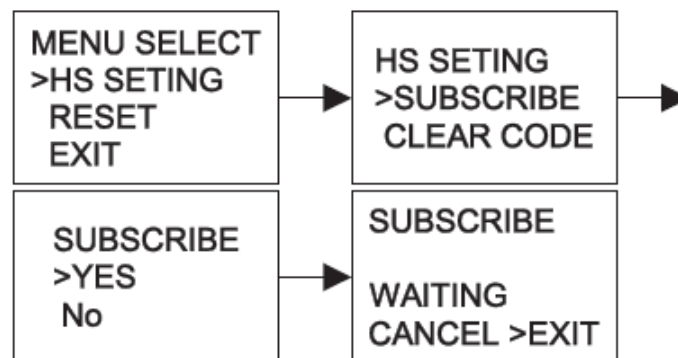 MENU SELECT
>HS SETING
RESET
EXIT
HS SETING
>SUBSCRIBE
CLEAR CODE
SUBSCRIBE
>YES
No
SUBSCRIBE
WAITING
CANCEL >EXIT